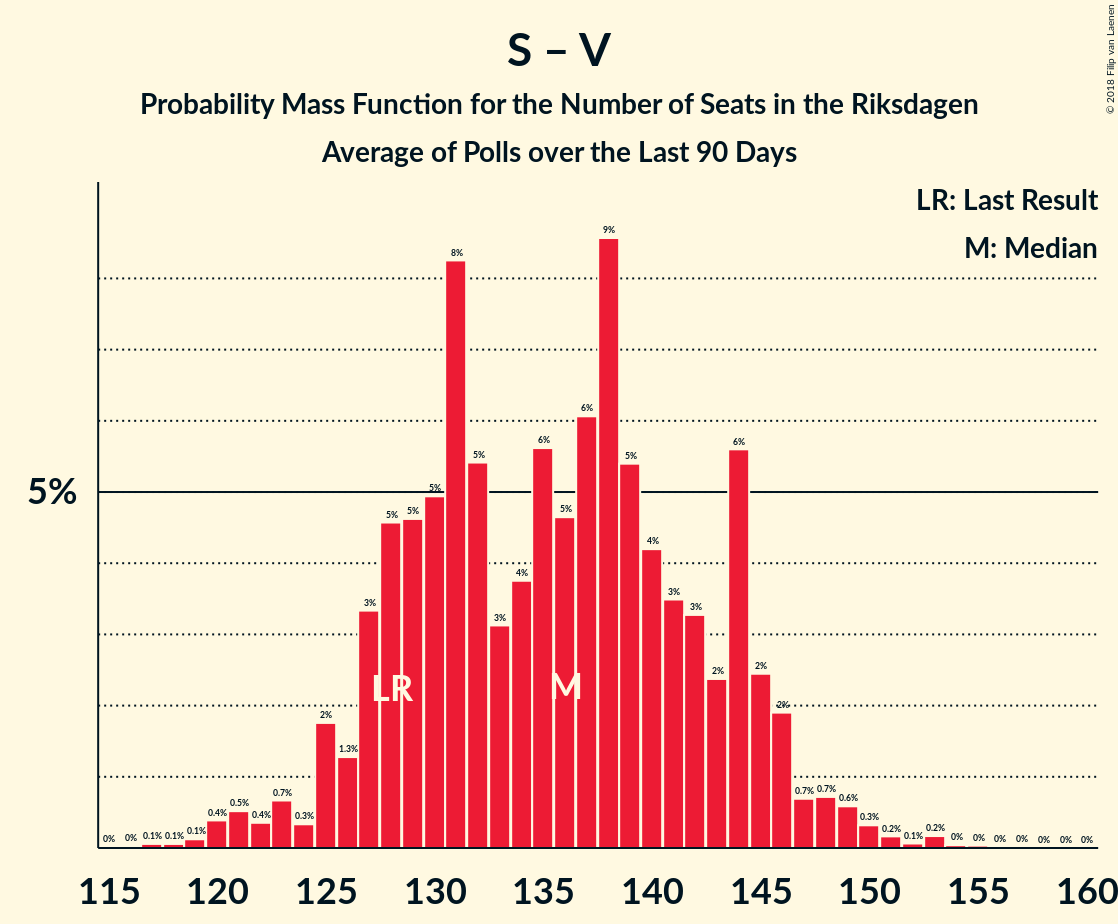 S – V
Probability Mass Function for the Number of Seats in the Riksdagen
Average of Polls over the Last 90 Days
© 2018 Filip van Laenen
LR: Last Result
M: Median
5%
0% 0% 0.1% 0.1% 0.1% 0.4% 0.5% 0.4% 0.7% 0.3% 2% 1.3% 3% 5% 5% 5% 8% 5% 3% 4% 6% 5% 6% 9% 5% 4% 3% 3% 2% 6% 2% 2% 0.7% 0.7% 0.6% 0.3% 0.2% 0.1% 0.2% 0% 0% 0% 0% 0% 0% 0%
LR M
115 120 125 130 135 140 145 150 155 160